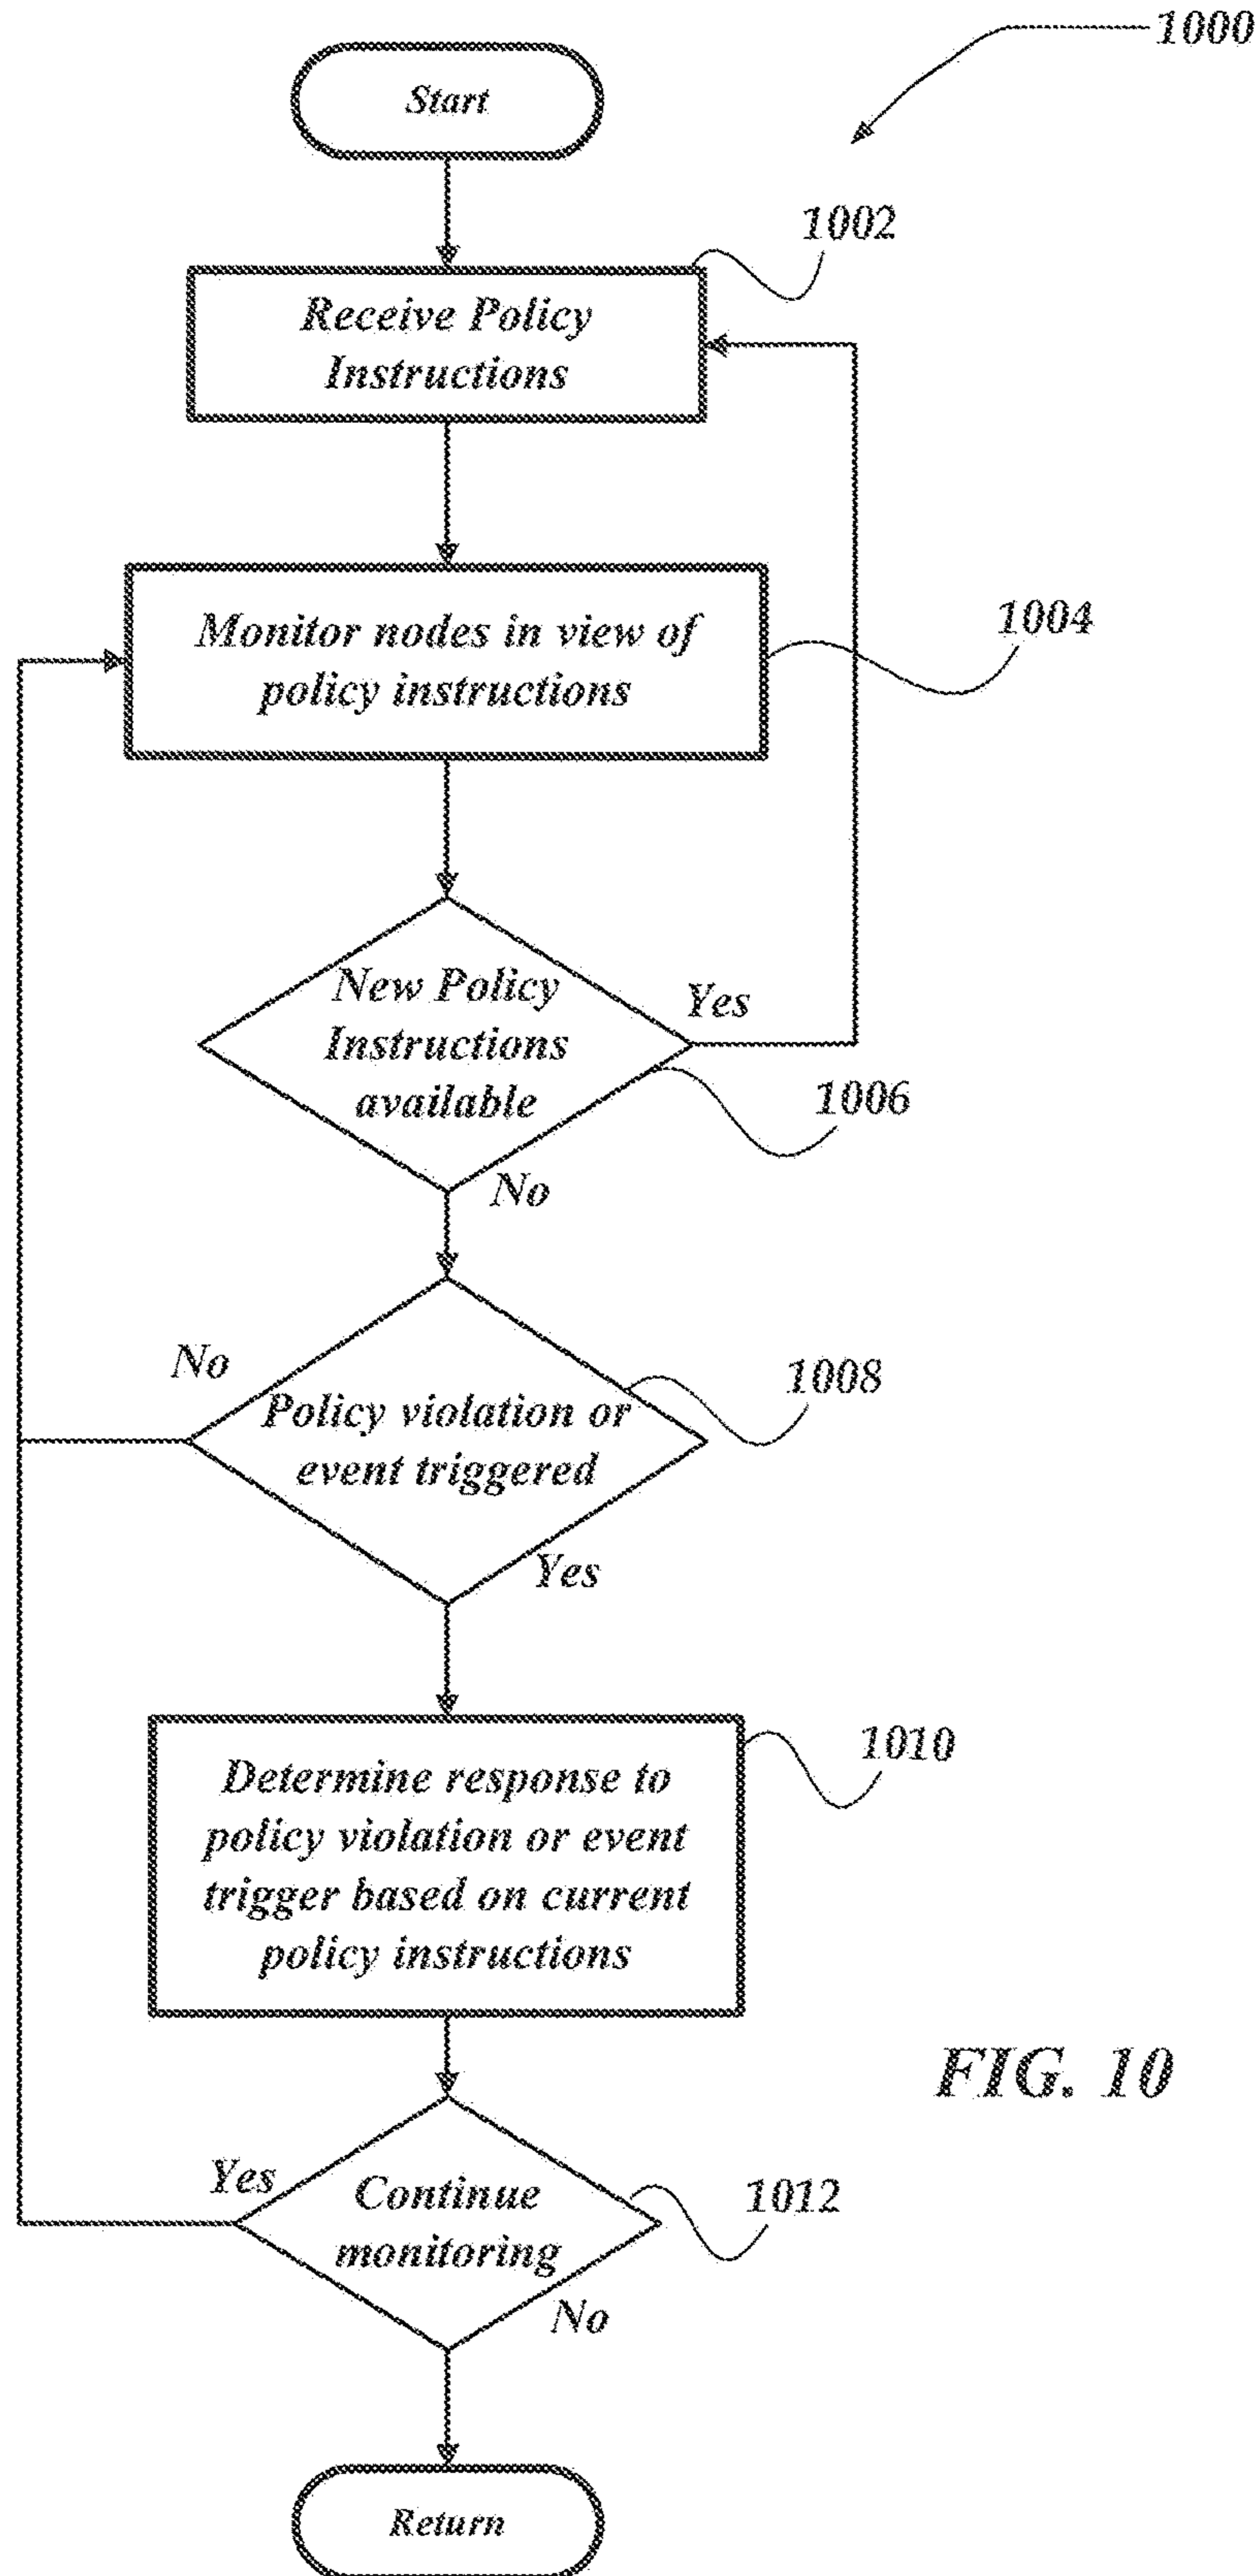 1000
Start
1002
Receive Policy
Instructions
1004
Monitor nodes in view of
policy instructions
New Policy
Instructions
available
Yes
1006
No
No
1008
Policy violation or
event triggered
Yes
1010
Determine response to
policy violation or event
trigger based on current
policy instructions
FIG. 10
Yes
Continue
monitoring
1012
No
Return